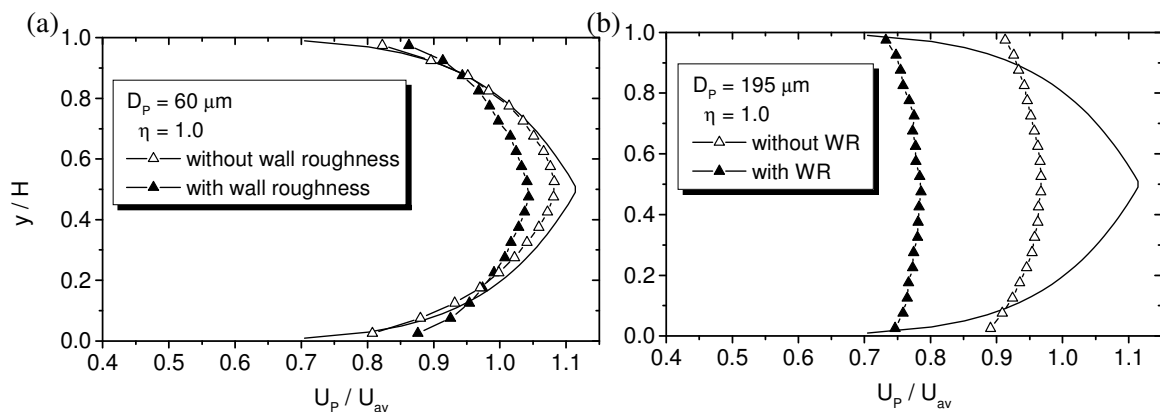 (a)
1.0
0.8
0.6
0.4
0.2
0.0
y / H
D_P = 60 μm
η = 1.0
without wall roughness
with wall roughness
0.4 0.5 0.6 0.7 0.8 0.9 1.0 1.1
U_P / U_av
(b)
1.0
0.8
0.6
0.4
0.2
0.0
D_P = 195 μm
η = 1.0
without WR
with WR
0.4 0.5 0.6 0.7 0.8 0.9 1.0 1.1
U_P / U_av